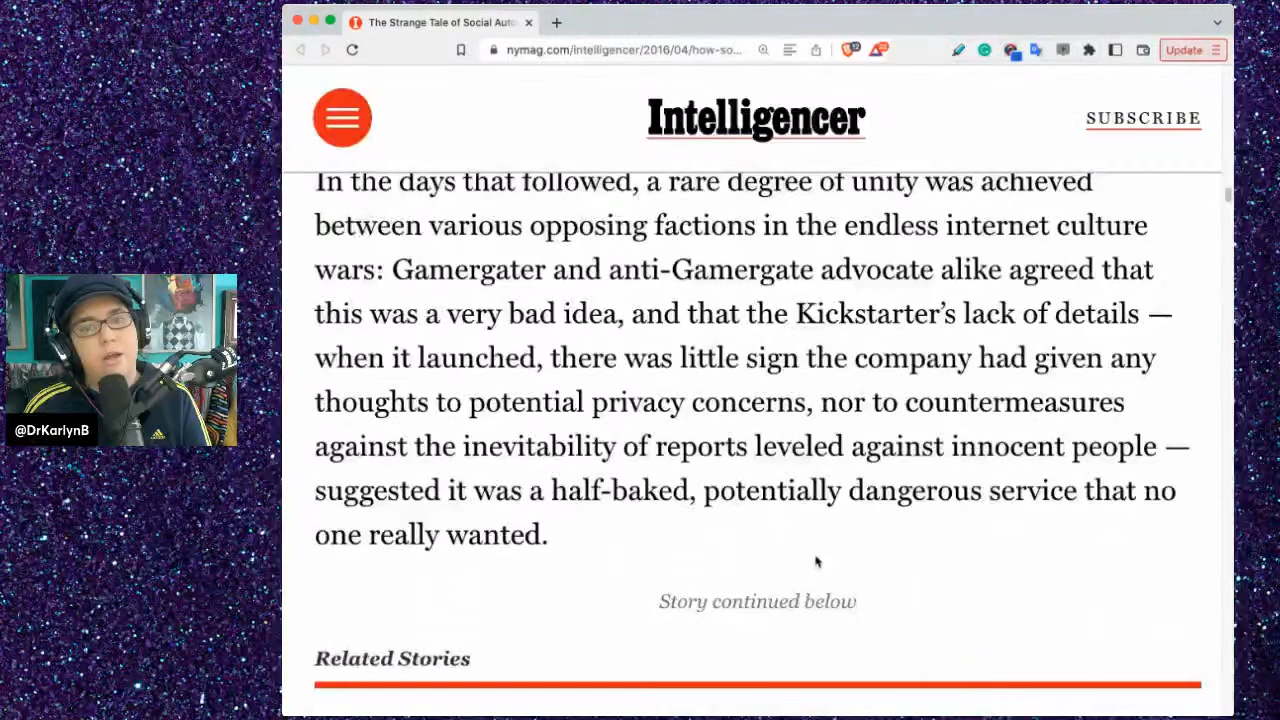 The Strange Tale of Social Auto
nymag.com/intelligencer/2016/04/how-so...
Update
Intelligencer
SUBSCRIBE
In the days that followed, a rare degree of unity was achieved
between various opposing factions in the endless internet culture
wars: Gamergater and anti-Gamergate advocate alike agreed that
this was a very bad idea, and that the Kickstarter’s lack of details —
when it launched, there was little sign the company had given any
thoughts to potential privacy concerns, nor to countermeasures
against the inevitability of reports leveled against innocent people —
suggested it was a half-baked, potentially dangerous service that no
one really wanted.
Story continued below
Related Stories
@DrKarlynB